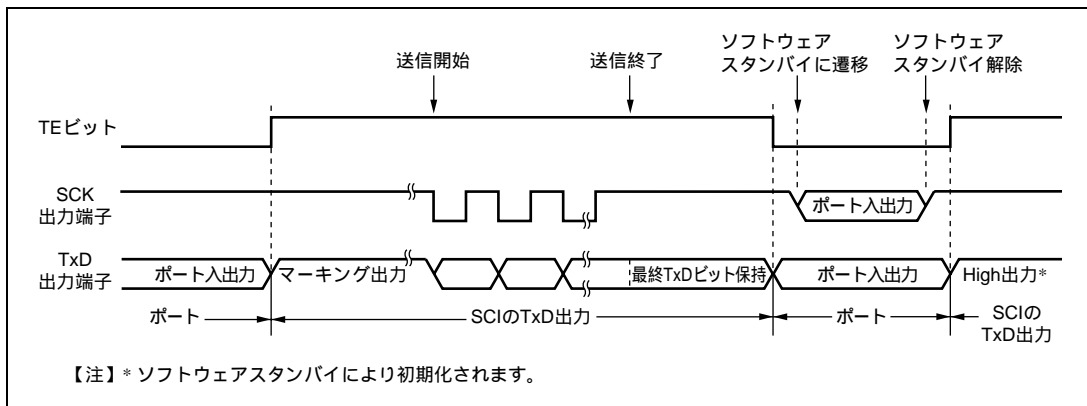 送信開始
送信終了
ソフトウェア
スタンバイに遷移
ソフトウェア
スタンバイ解除
TEビット
SCK
出力端子
ポート入出力
TxD
出力端子
ポート入出力
マーキング出力
最終TxDビット保持
ポート入出力
High出力*
ポート
SCIのTxD出力
ポート
SCIの
TxD出力
【注】* ソフトウェアスタンバイにより初期化されます。